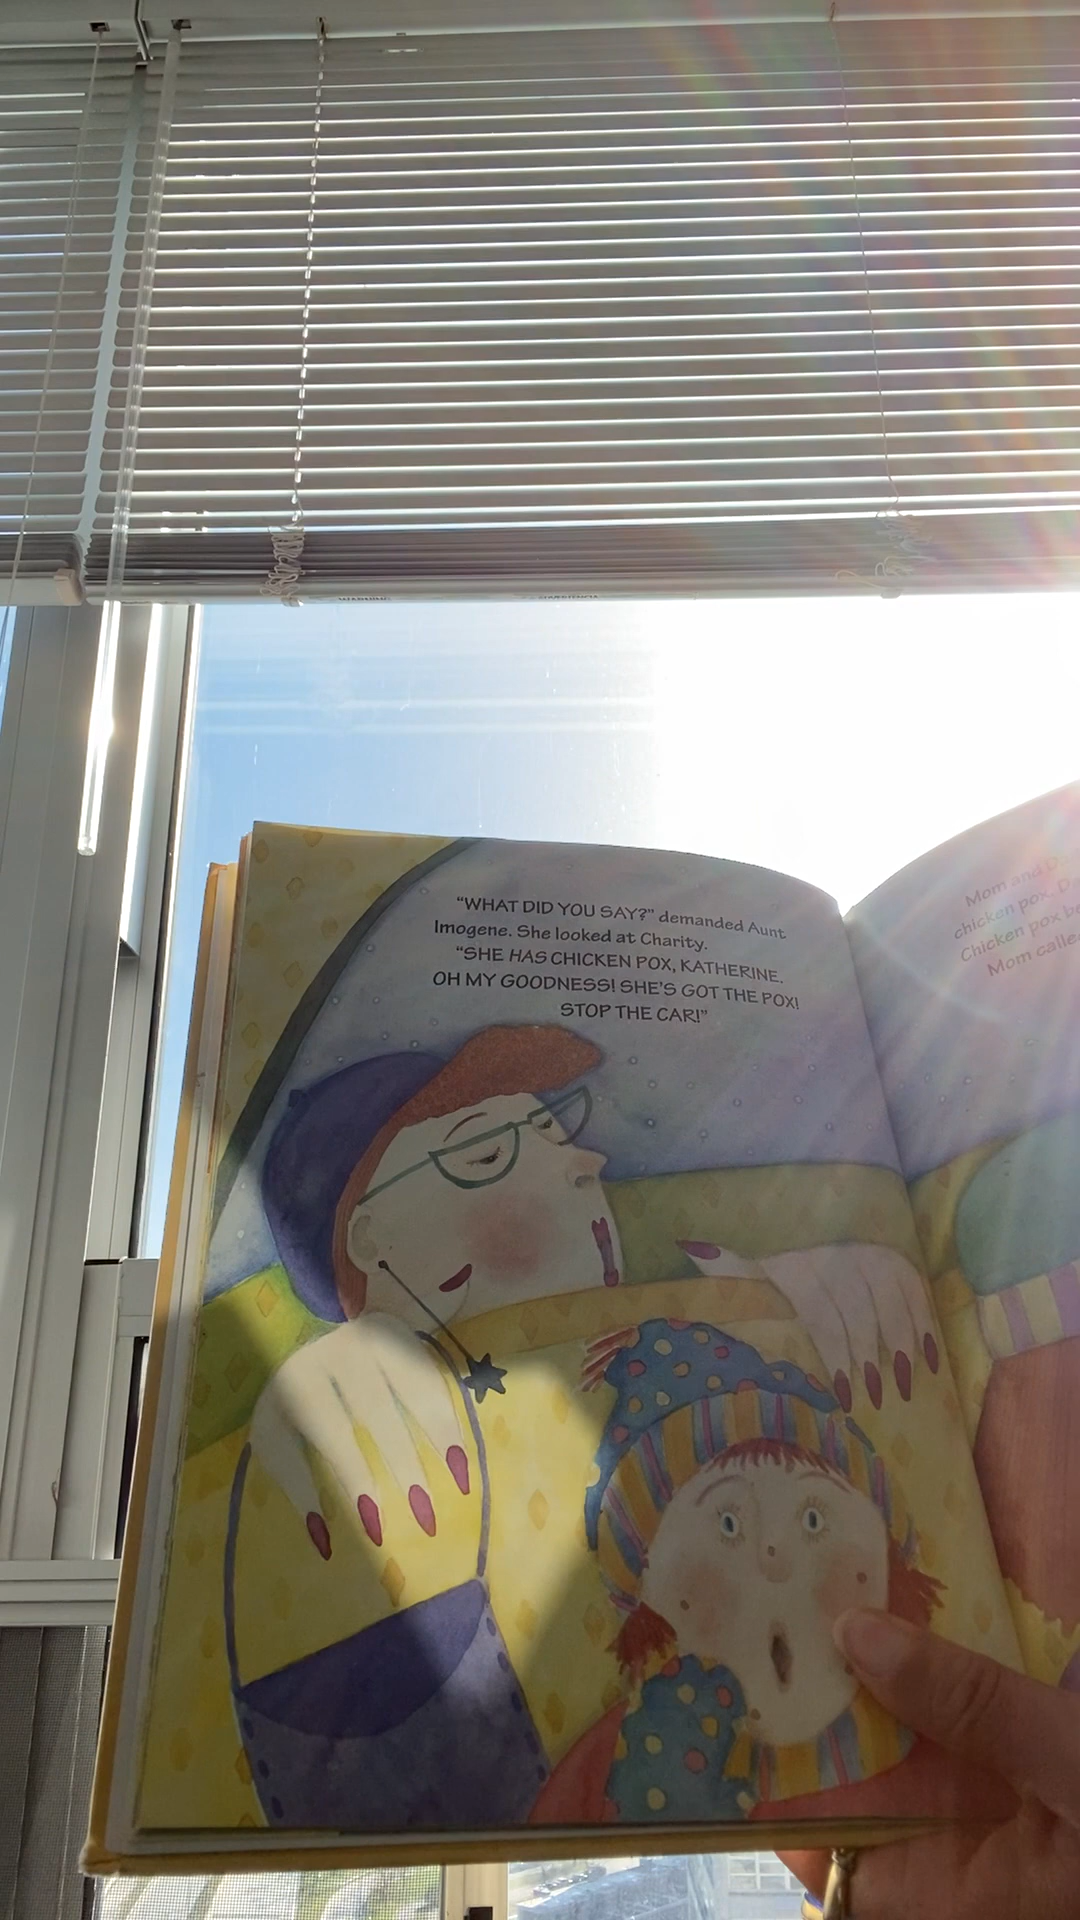 "WHAT DID YOU SAY?" demanded Aunt
Imogene. She looked at Charity.
"SHE HAS CHICKEN POX, KATHERINE.
OH MY GOODNESS! SHE'S GOT THE POX!
STOP THE CAR!"
Mom and
chicken pox.
Chicken pox
Mom